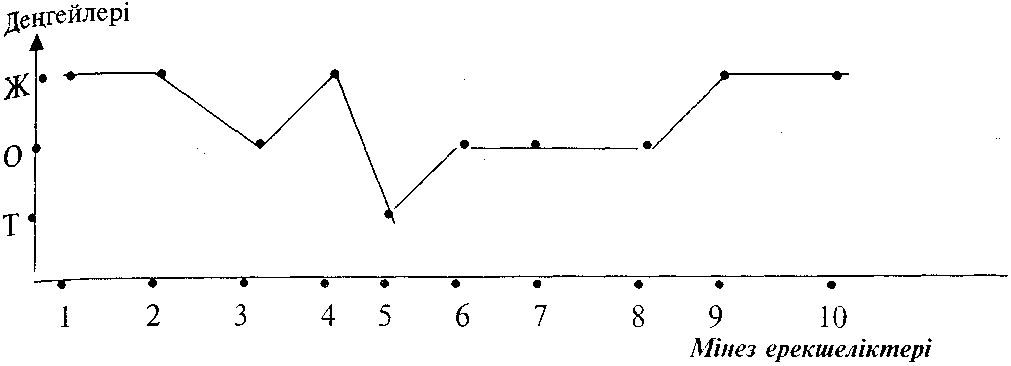 Деңгейлері
Ж
О
Т
1 2 3 4 5 6 7 8 9 10
Мінез ерекшеліктері